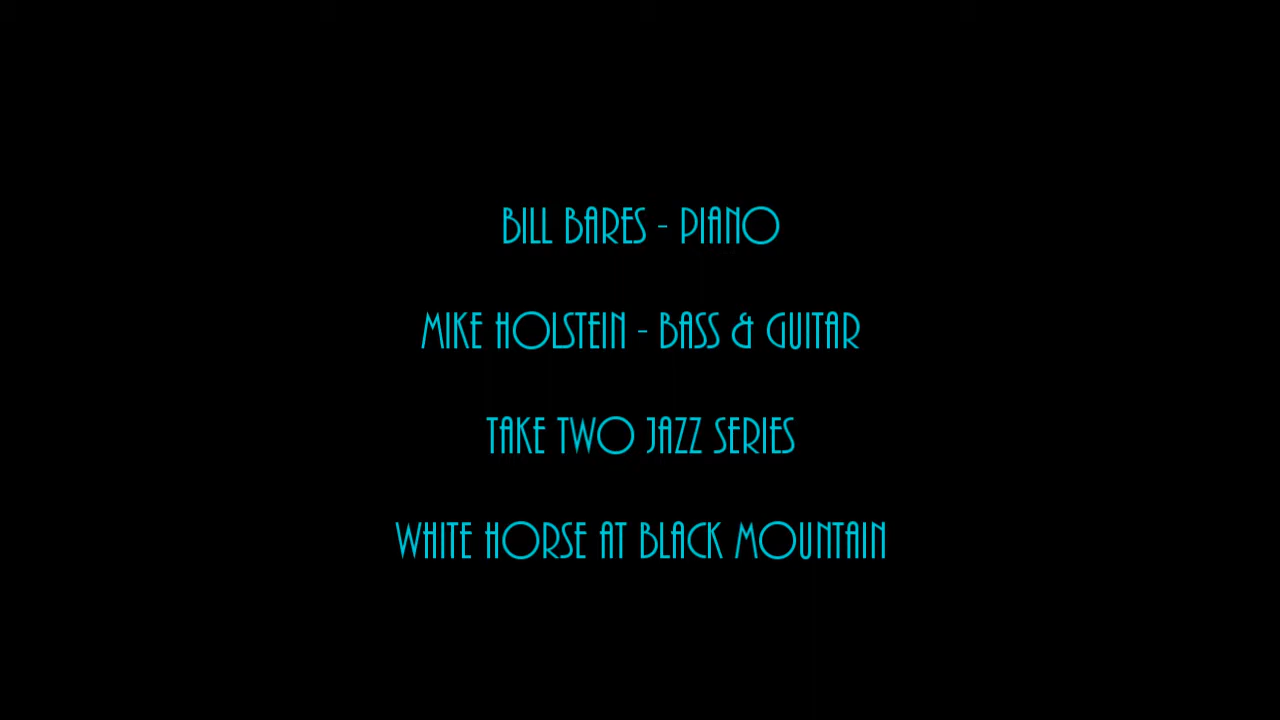 BILL BARES - PIANO
MIKE HOLSTEIN - BASS & GUITAR
TAKE TWO JAZZ SERIES
WHITE HORSE AT BLACK MOUNTAIN